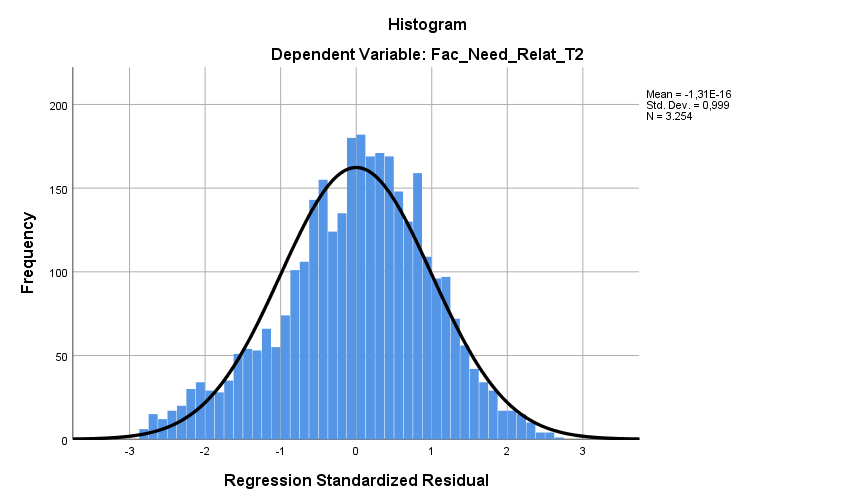 Histogram
Dependent Variable: Fac_Need_Relat_T2
Mean = -1,31E-16
Std. Dev. = 0,999
N = 3.254
Frequency
200
150
100
50
0
-3 -2 -1 0 1 2 3
Regression Standardized Residual